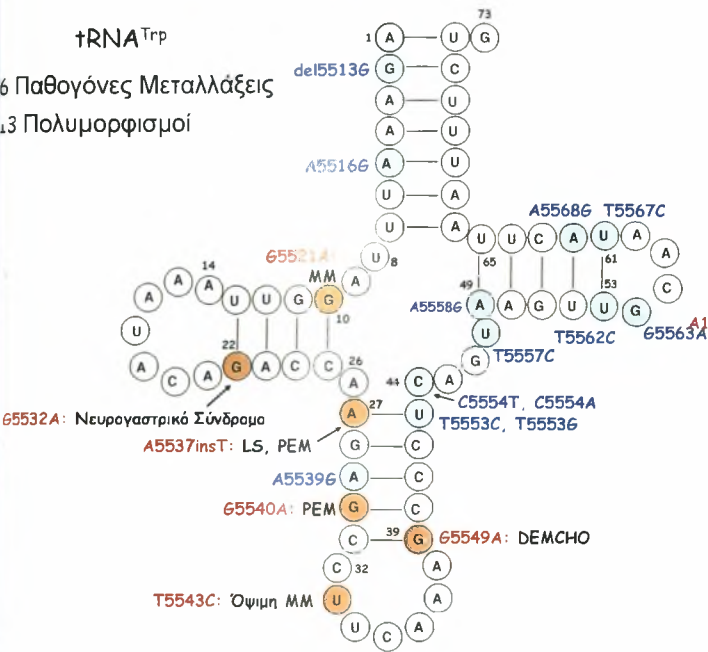 tRNATrp
6 Παθογόνες Μεταλλάξεις
13 Πολυμορφισμοί
73
1 A U G
del5513G G C
A U
A U
A5516G A A
U A
U A
A5568G T5567C
U U C A U A
65 61
A
C
49 53
A5558G A A G U U G
T5562C G5563A
A1
U
T5557C
G
A
8
U
A
G5521A:
MM
14
A A A U U G G
10
U
22
A C A G A C C
26
A
G5532A: Νευρογαστρικό Σύνδρομο
44 C
C5554T, C5554A
27
A U
T5553C, T5553G
A5537insT: LS, PEM
G C
A5539G A C
G5540A: PEM G C
39
C G G5549A: DEMCHO
C 32 A
T5543C: Όψιμη MM U A
U C A